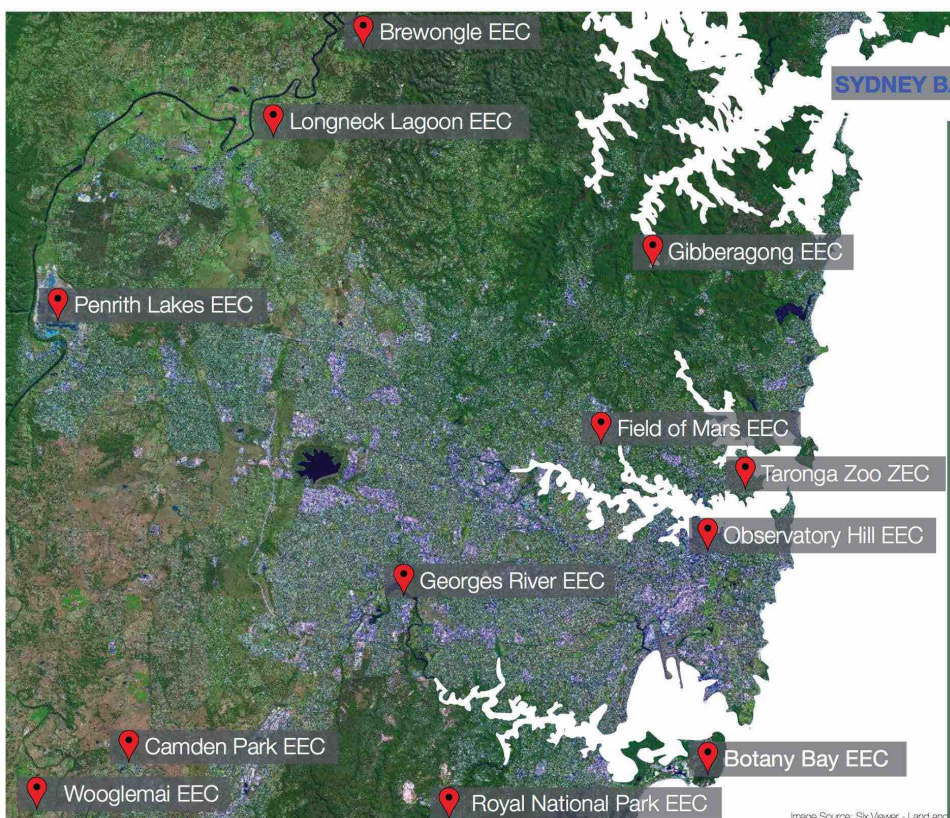 Brewongle EEC
SYDNEY
Longneck Lagoon EEC
Gibberagong EEC
Penrith Lakes EEC
Field of Mars EEC
Taronga Zoo ZEC
Observatory Hill EEC
Georges River EEC
Camden Park EEC
Botany Bay EEC
Wooglemai EEC
Royal National Park EEC
Image Source: Six Viewer - Land and